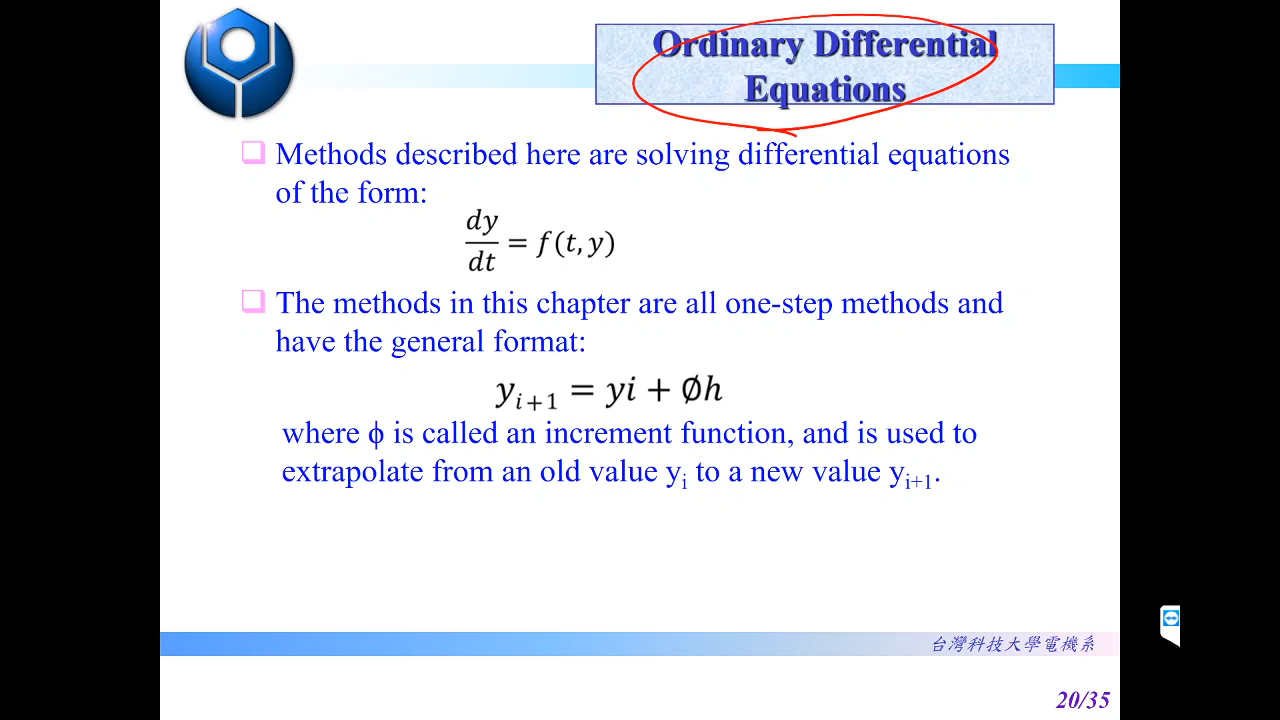 Ordinary Differential
Equations
❑ Methods described here are solving differential equations
of the form:
dy/dt = f(t, y)
❑ The methods in this chapter are all one-step methods and
have the general format:
y_{i+1} = yi + ∅h
where ϕ is called an increment function, and is used to
extrapolate from an old value y_i to a new value y_{i+1}.
台灣科技大學電機系
20/35